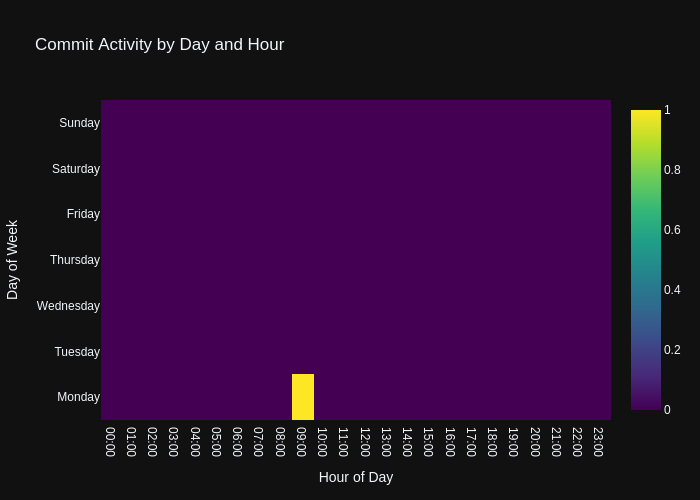 Commit Activity by Day and Hour
Sunday
Saturday
Friday
Thursday
Wednesday
Tuesday
Monday
Day of Week
00:00 01:00 02:00 03:00 04:00 05:00 06:00 07:00 08:00 09:00 10:00 11:00 12:00 13:00 14:00 15:00 16:00 17:00 18:00 19:00 20:00 21:00 22:00 23:00
Hour of Day
1
0.8
0.6
0.4
0.2
0